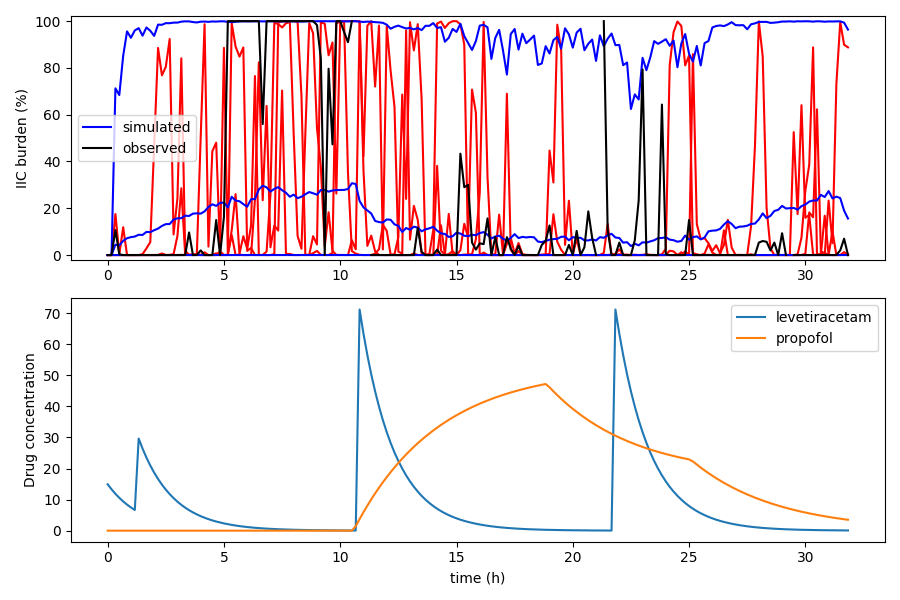 IIC burden (%)
100
80
60
40
20
0
simulated
observed
0 5 10 15 20 25 30
Drug concentration
70
60
50
40
30
20
10
0
levetiracetam
propofol
0 5 10 15 20 25 30
time (h)